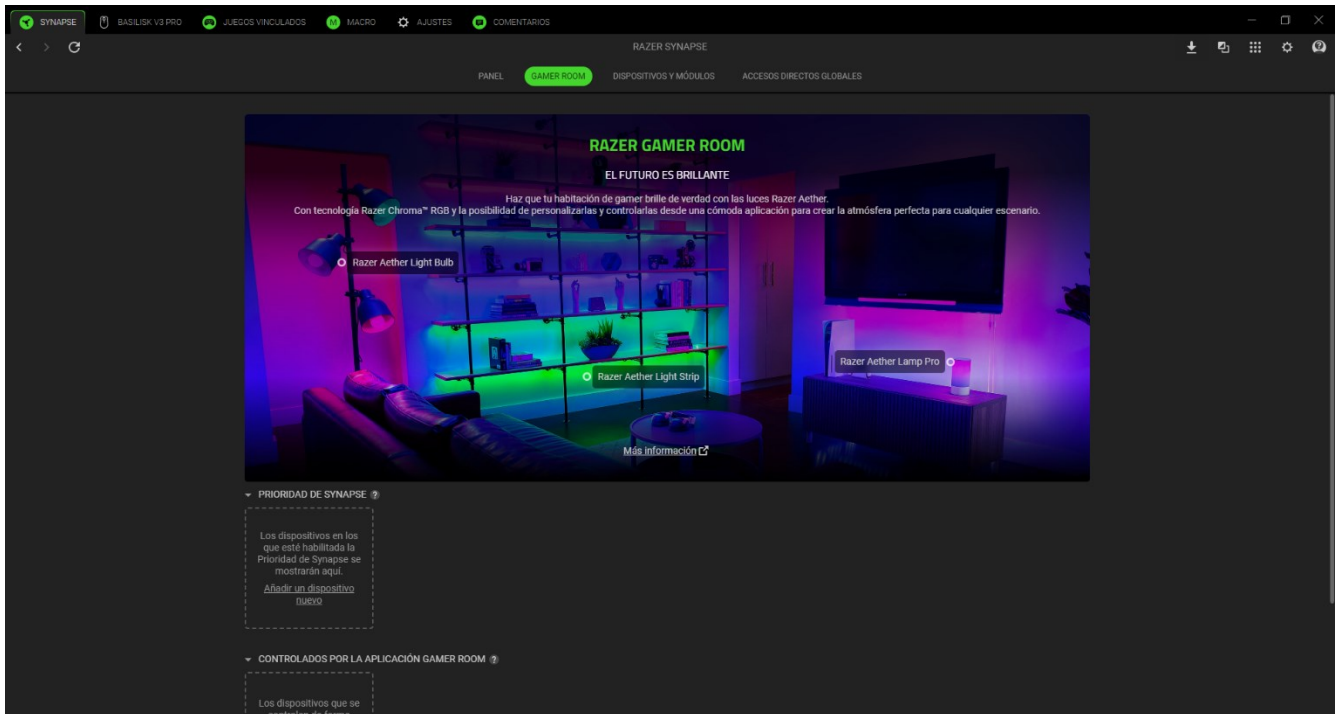 SYNAPSE
BASILISK V3 PRO
JUEGOS VINCULADOS
MACRO
AJUSTES
COMENTARIOS
RAZER SYNAPSE
PANEL
GAMER ROOM
DISPOSITIVOS Y MÓDULOS
ACCESOS DIRECTOS GLOBALES
RAZER GAMER ROOM
EL FUTURO ES BRILLANTE
Haz que tu habitación de gamer brille de verdad con las luces Razer Aether.
Con tecnología Razer Chroma™ RGB y la posibilidad de personalizarlas y controlarlas desde una cómoda aplicación para crear la atmósfera perfecta para cualquier escenario.
Razer Aether Light Bulb
Razer Aether Lamp Pro
Razer Aether Light Strip
Más información
PRIORIDAD DE SYNAPSE ?
Los dispositivos en los
que esté habilitada la
Prioridad de Synapse se
mostrarán aquí.
Añadir un dispositivo
nuevo
CONTROLADOS POR LA APLICACIÓN GAMER ROOM ?
Los dispositivos que se
controlan de forma